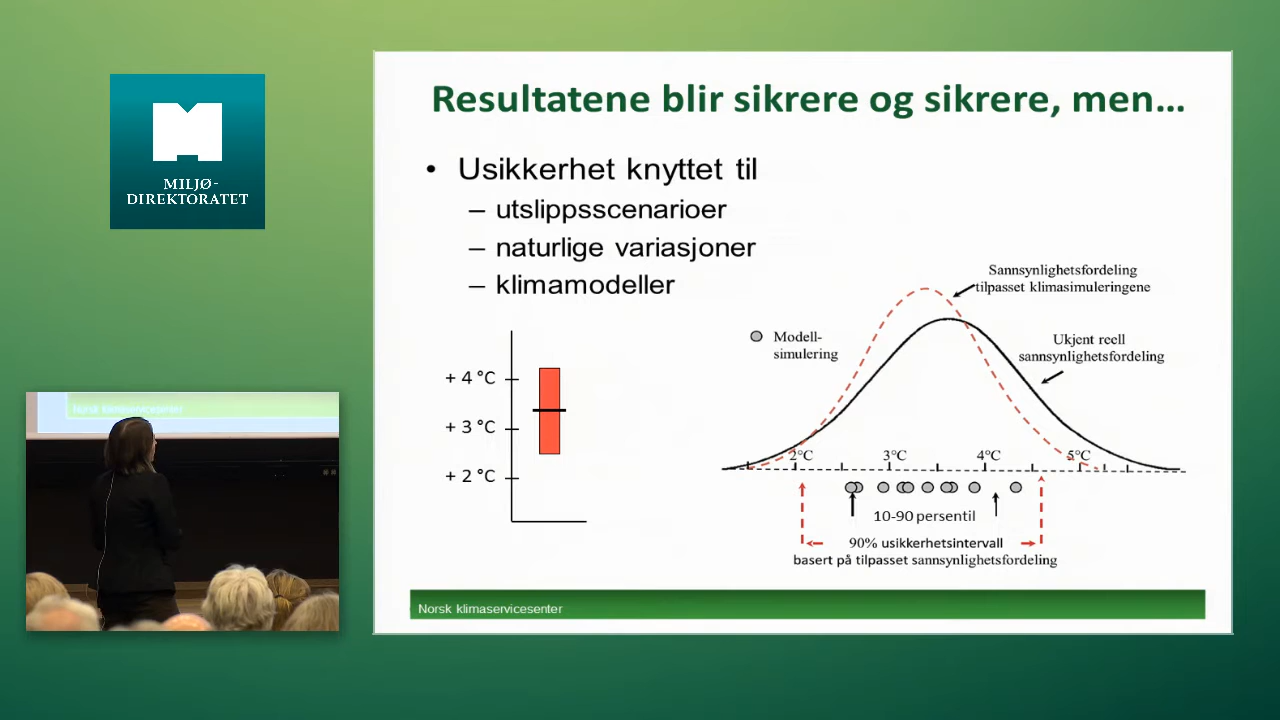 MILJØ-
DIREKTORATET
Resultatene blir sikrere og sikrere, men...
• Usikkerhet knyttet til
– utslippsscenarioer
– naturlige variasjoner
– klimamodeller
+ 4 °C
+ 3 °C
+ 2 °C
Sannsynlighetsfordeling
tilpasset klimasimuleringene
Modell-
simulering
Ukjent reell
sannsynlighetsfordeling
2°C 3°C 4°C 5°C
10-90 persentil
90% usikkerhetsintervall
basert på tilpasset sannsynlighetsfordeling
Norsk klimaservicesenter
Norsk klimaservicesenter